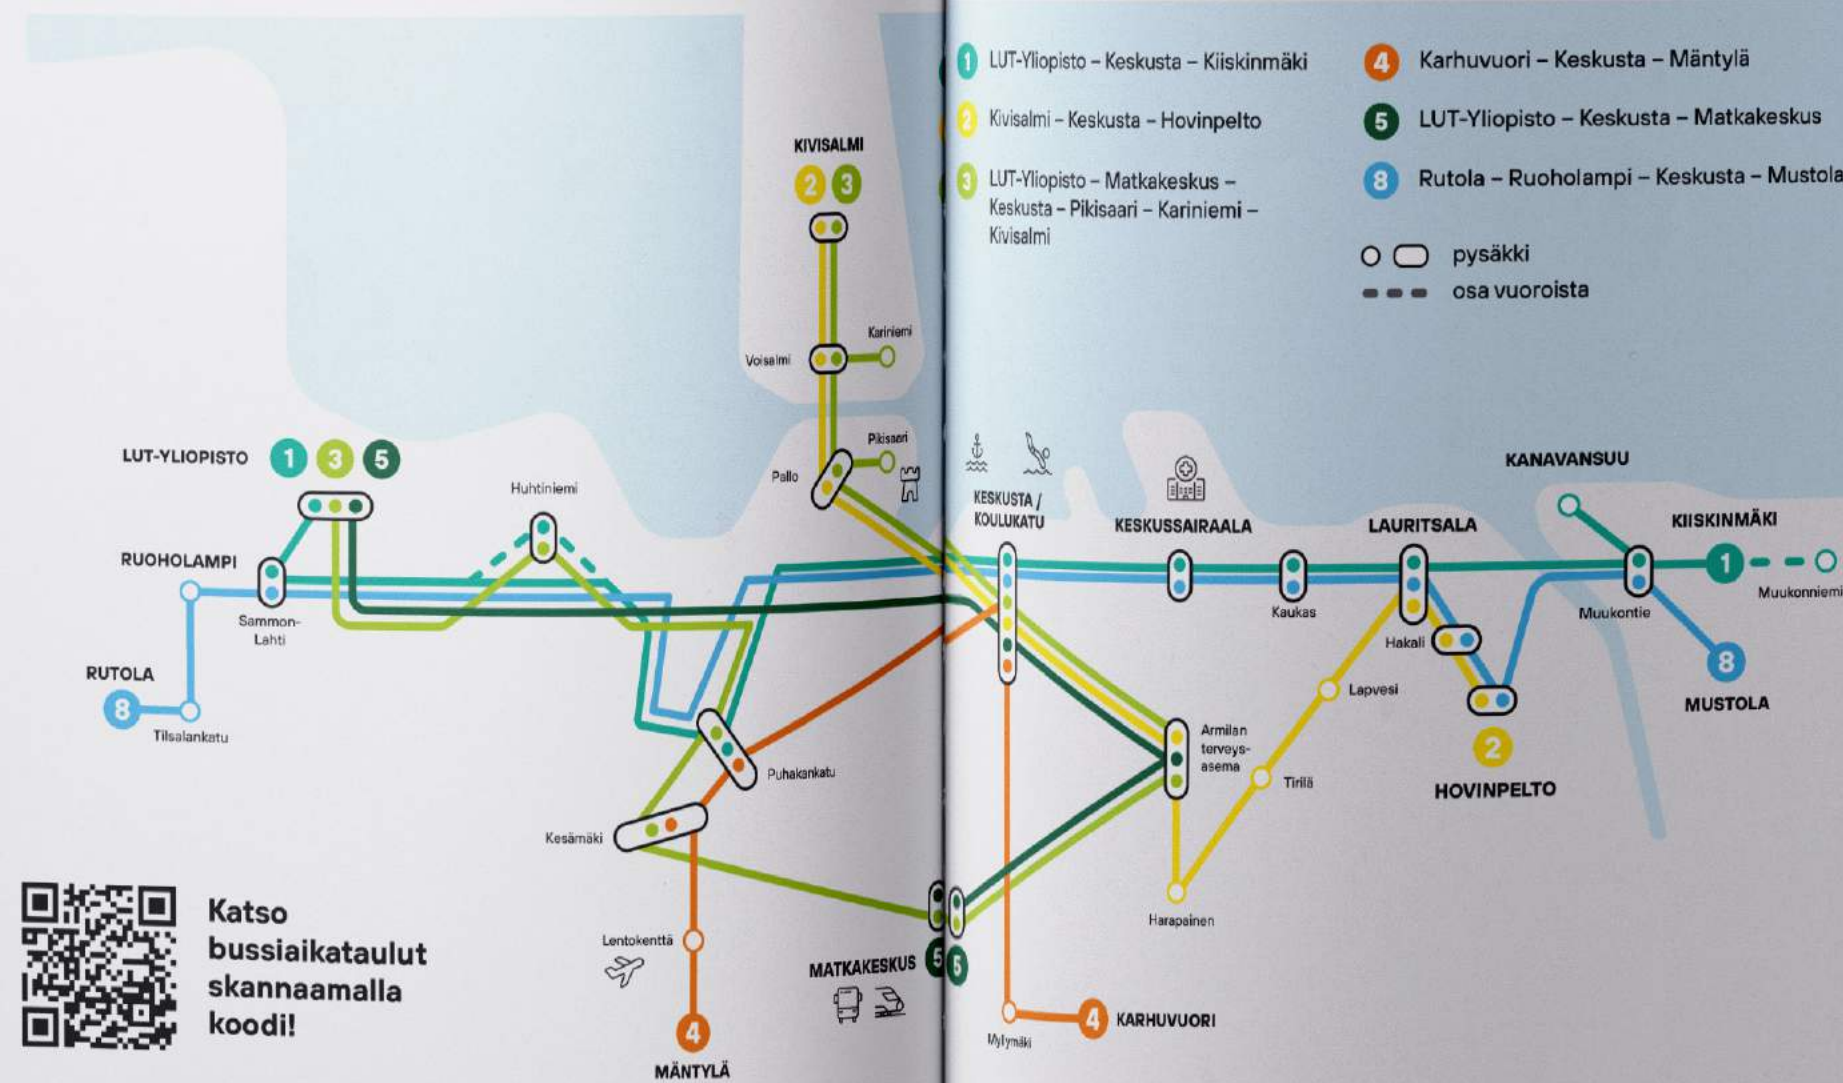 1 LUT-Yliopisto – Keskusta – Kiiskinmäki
2 Kivisalmi – Keskusta – Hovinpelto
3 LUT-Yliopisto – Matkakeskus –
Keskusta – Pikisaari – Kariniemi –
Kivisalmi
4 Karhuvuori – Keskusta – Mäntylä
5 LUT-Yliopisto – Keskusta – Matkakeskus
8 Rutola – Ruoholampi – Keskusta – Mustola
pysäkki
osa vuoroista
KIVISALMI
2 3
Kariniemi
Voisalmi
Pikisaari
Pallo
LUT-YLIOPISTO 1 3 5
Huhtiniemi
RUOHOLAMPI
Sammon-
Lahti
RUTOLA
8
Tilsalankatu
Puhakankatu
Kesämäki
Lentokenttä
4
MÄNTYLÄ
MATKAKESKUS 5 5
KESKUSTA /
KOULUKATU
KESKUSSAIRAALA
Kaukas
LAURITSALA
Hakali
KANAVANSUU
KIISKINMÄKI
1
Muukonniemi
Muukontie
8
MUSTOLA
Lapvesi
2
HOVINPELTO
Armilan
terveys-
asema
Tirilä
Harapainen
4 KARHUVUORI
Myllymäki
Katso
bussiaikataulut
skannaamalla
koodi!